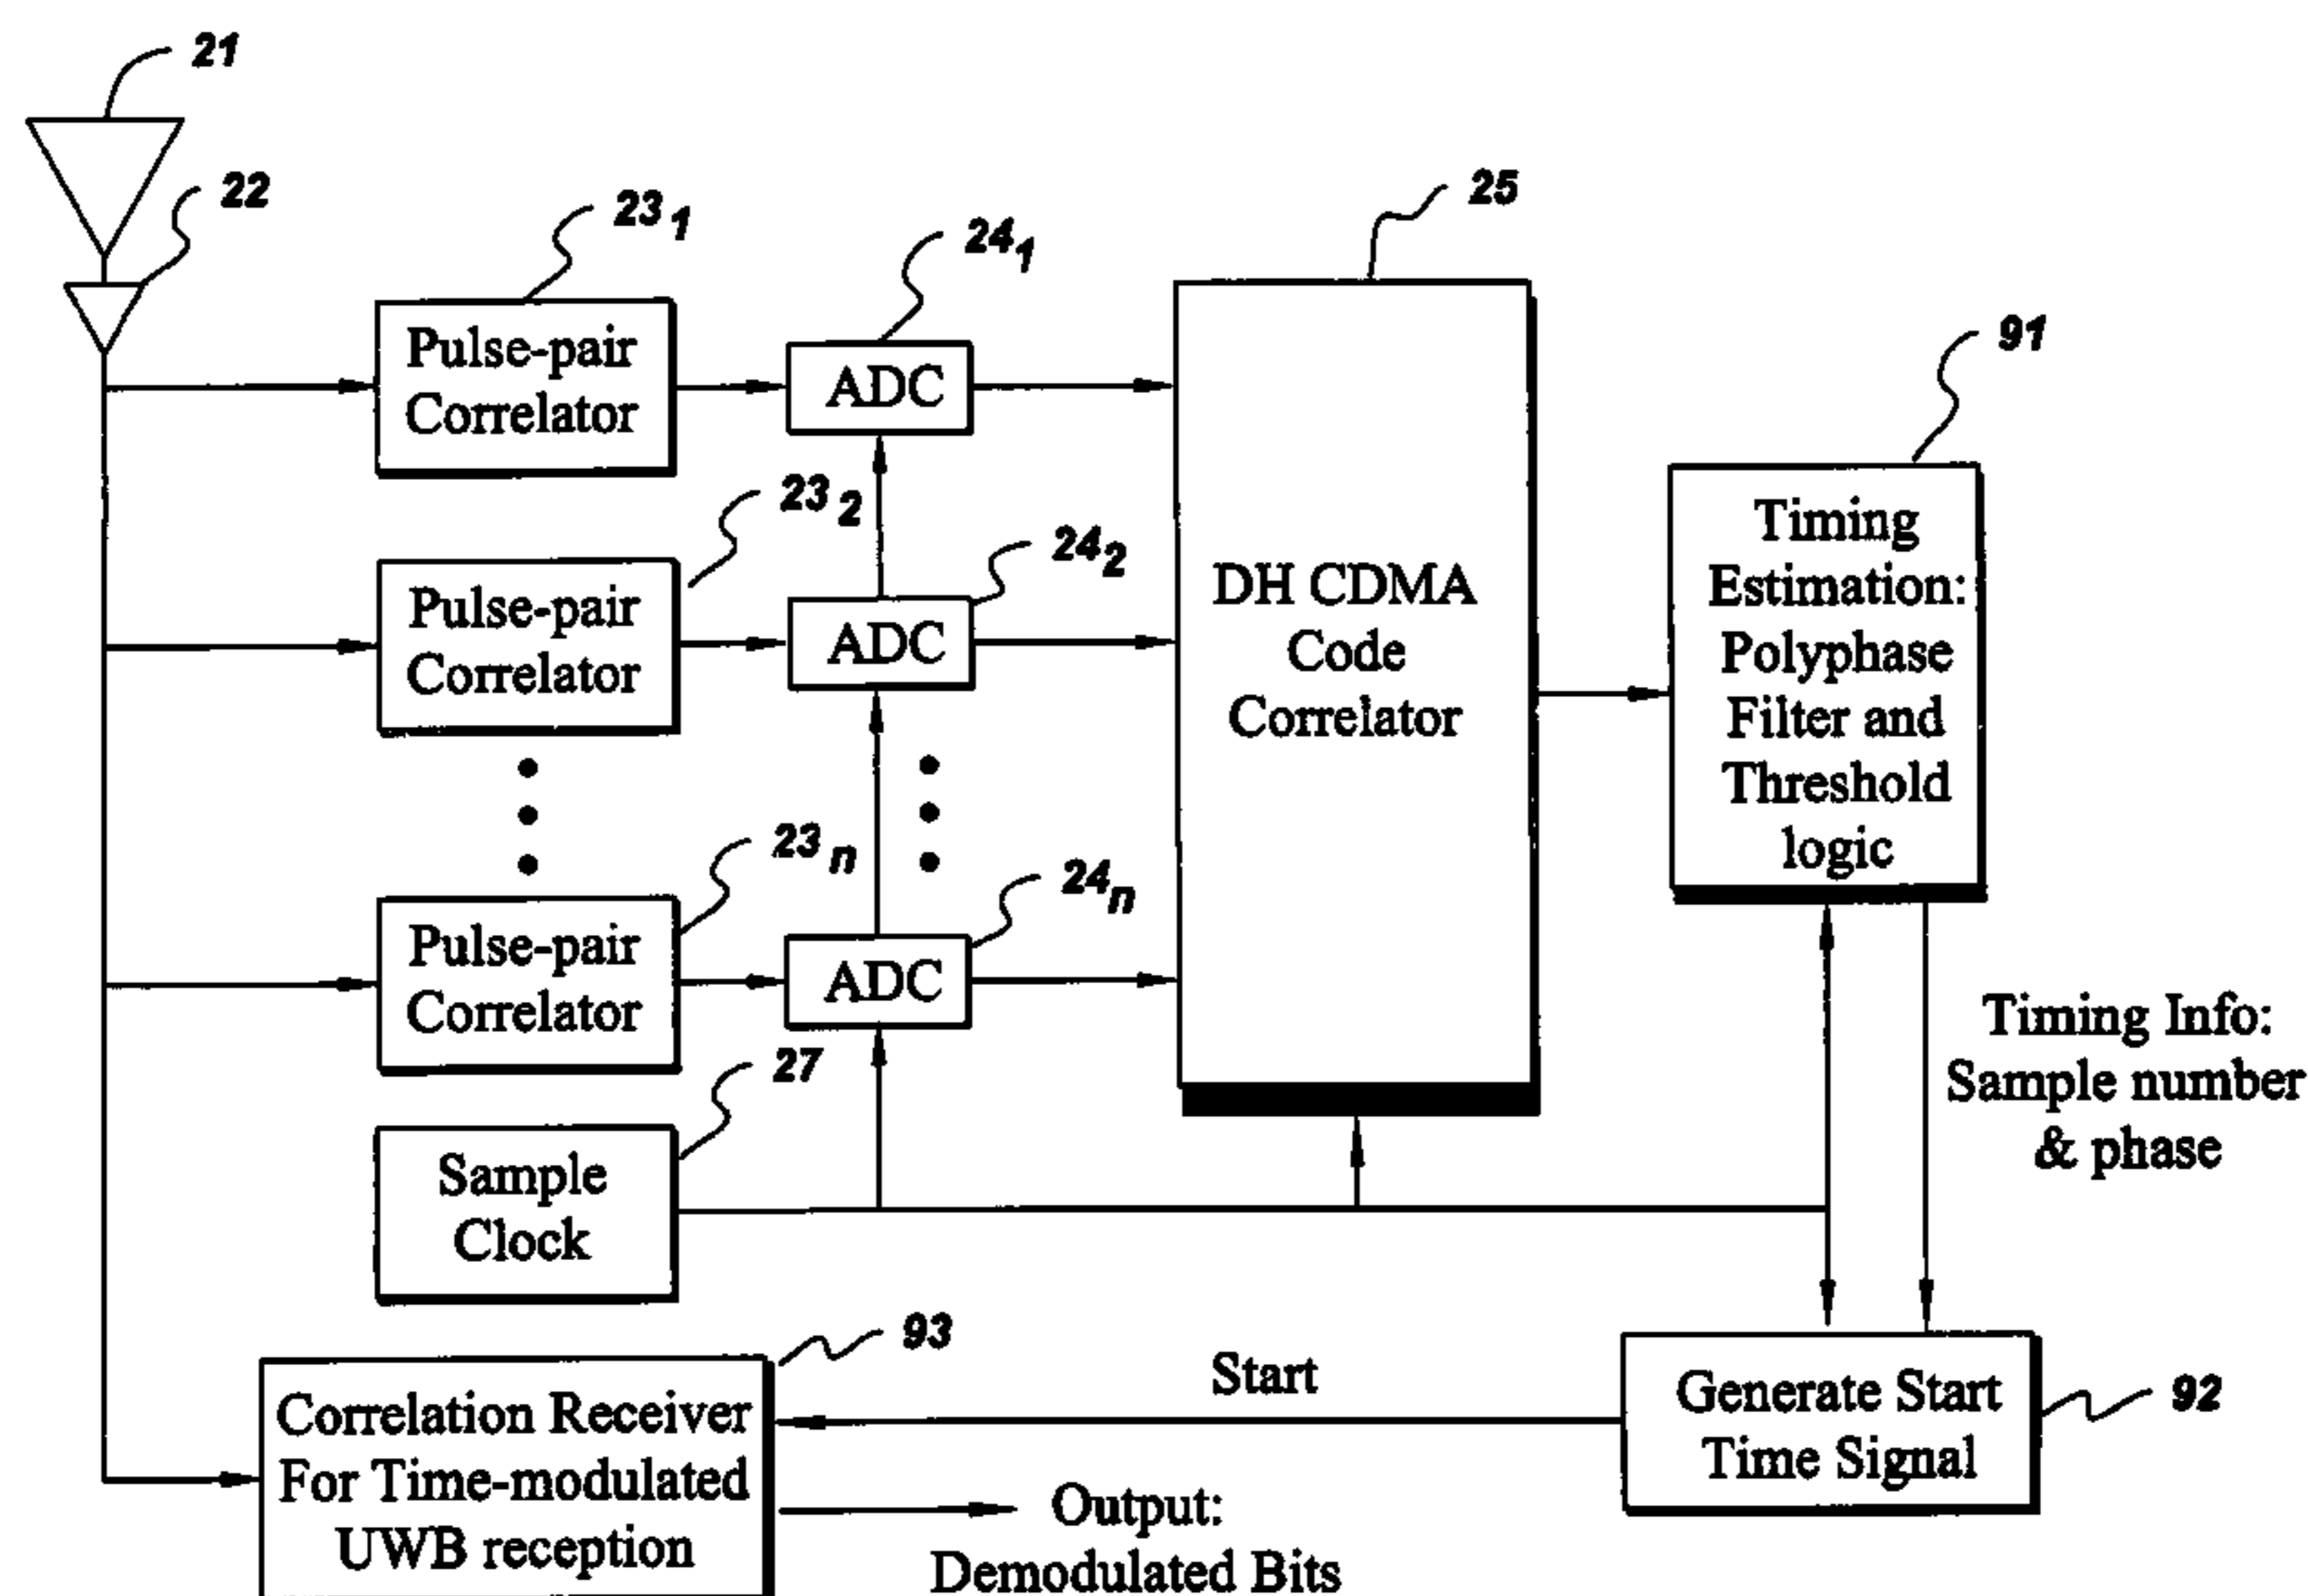 21
22
23 1
24 1
25
Pulse-pair
Correlator
ADC
91
23 2
24 2
Pulse-pair
Correlator
ADC
DH CDMA
Code
Correlator
Timing
Estimation:
Polyphase
Filter and
Threshold
logic
23 n
24 n
Pulse-pair
Correlator
ADC
Timing Info:
Sample number
& phase
27
Sample
Clock
93
Correlation Receiver
For Time-modulated
UWB reception
Start
Generate Start
Time Signal
92
Output:
Demodulated Bits